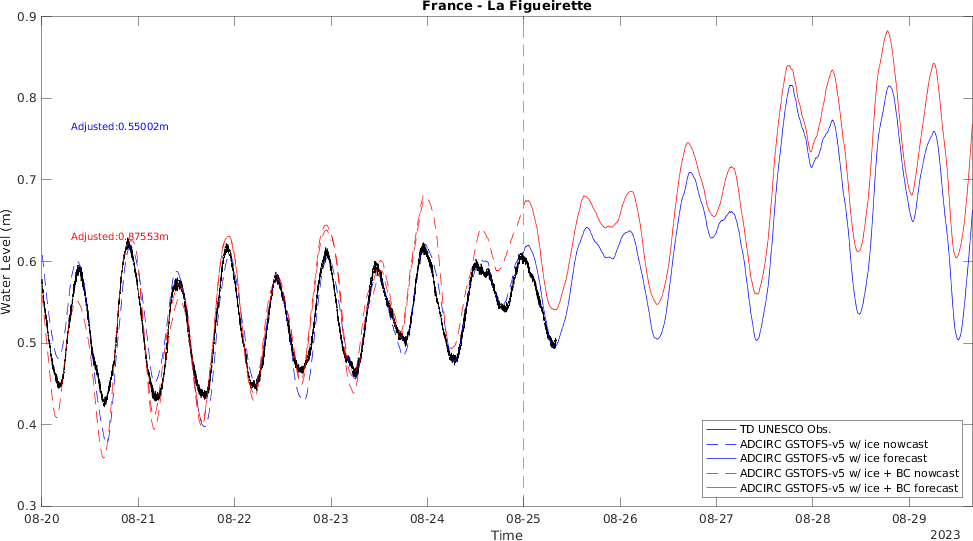 France - La Figueirette
0.9
0.8
0.7
0.6
0.5
0.4
0.3
Water Level (m)
Adjusted:0.55002m
Adjusted:0.87553m
TD UNESCO Obs.
ADCIRC GSTOFS-v5 w/ ice nowcast
ADCIRC GSTOFS-v5 w/ ice forecast
ADCIRC GSTOFS-v5 w/ ice + BC nowcast
ADCIRC GSTOFS-v5 w/ ice + BC forecast
08-20 08-21 08-22 08-23 08-24 08-25 08-26 08-27 08-28 08-29
Time
2023